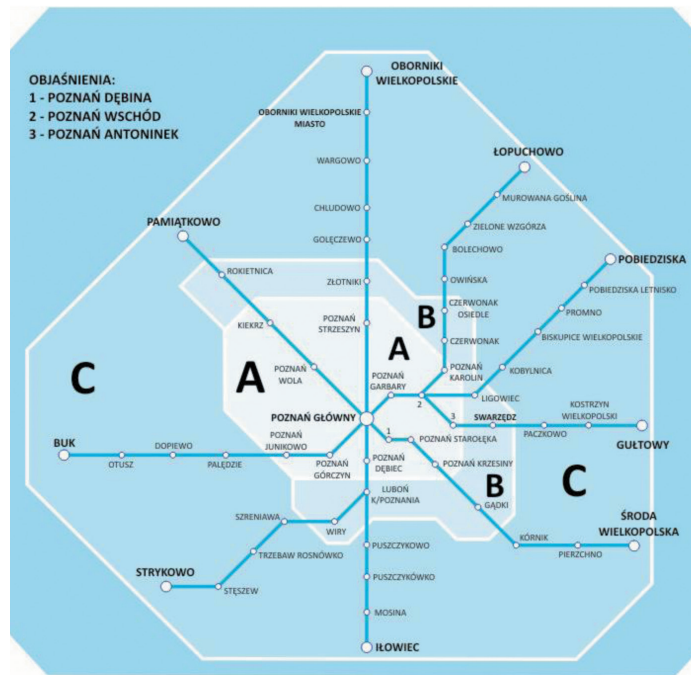 OBJAŚNIENIA:
1 - POZNAŃ DĘBINA
2 - POZNAŃ WSCHÓD
3 - POZNAŃ ANTONINEK
OBORNIKI
WIELKOPOLSKIE
OBORNIKI WIELKOPOLSKIE
MIASTO
WARGOWO
CHLUDOWO
GOLĘCZEWO
ZŁOTNIKI
POZNAŃ
STRZESZYN
ŁOPUCHOWO
MUROWANA GOŚLINA
ZIELONE WZGÓRZA
BOLECHOWO
OWIŃSKA
CZERWONAK
OSIEDLE
CZERWONAK
POZNAŃ
KAROLIN
PAMIĄTKOWO
ROKIETNICA
KIEKRZ
POZNAŃ
WOLA
POBIEDZISKA
POBIEDZISKA LETNISKO
PROMNO
BISKUPICE WIELKOPOLSKIE
KOBYLNICA
LIGOWIEC
B
A
A
C
POZNAŃ
GARBARY
2
3
SWARZĘDZ
PACZKOWO
KOSTRZYN
WIELKOPOLSKI
GUŁTOWY
POZNAŃ GŁÓWNY
1
POZNAŃ STAROŁĘKA
POZNAŃ KRZESINY
B
GĄDKI
C
KÓRNIK
PIERZCHNO
ŚRODA
WIELKOPOLSKA
BUK
OTUSZ
DOPIEWO
PALĘDZIE
POZNAŃ
JUNIKOWO
POZNAŃ
GÓRCZYN
POZNAŃ
DĘBIEC
LUBOŃ
K/POZNANIA
WIRY
SZRENIAWA
TRZEBAW ROSNÓWKO
STĘSZEW
STRYKOWO
PUSZCZYKOWO
PUSZCZYKÓWKO
MOSINA
IŁOWIEC